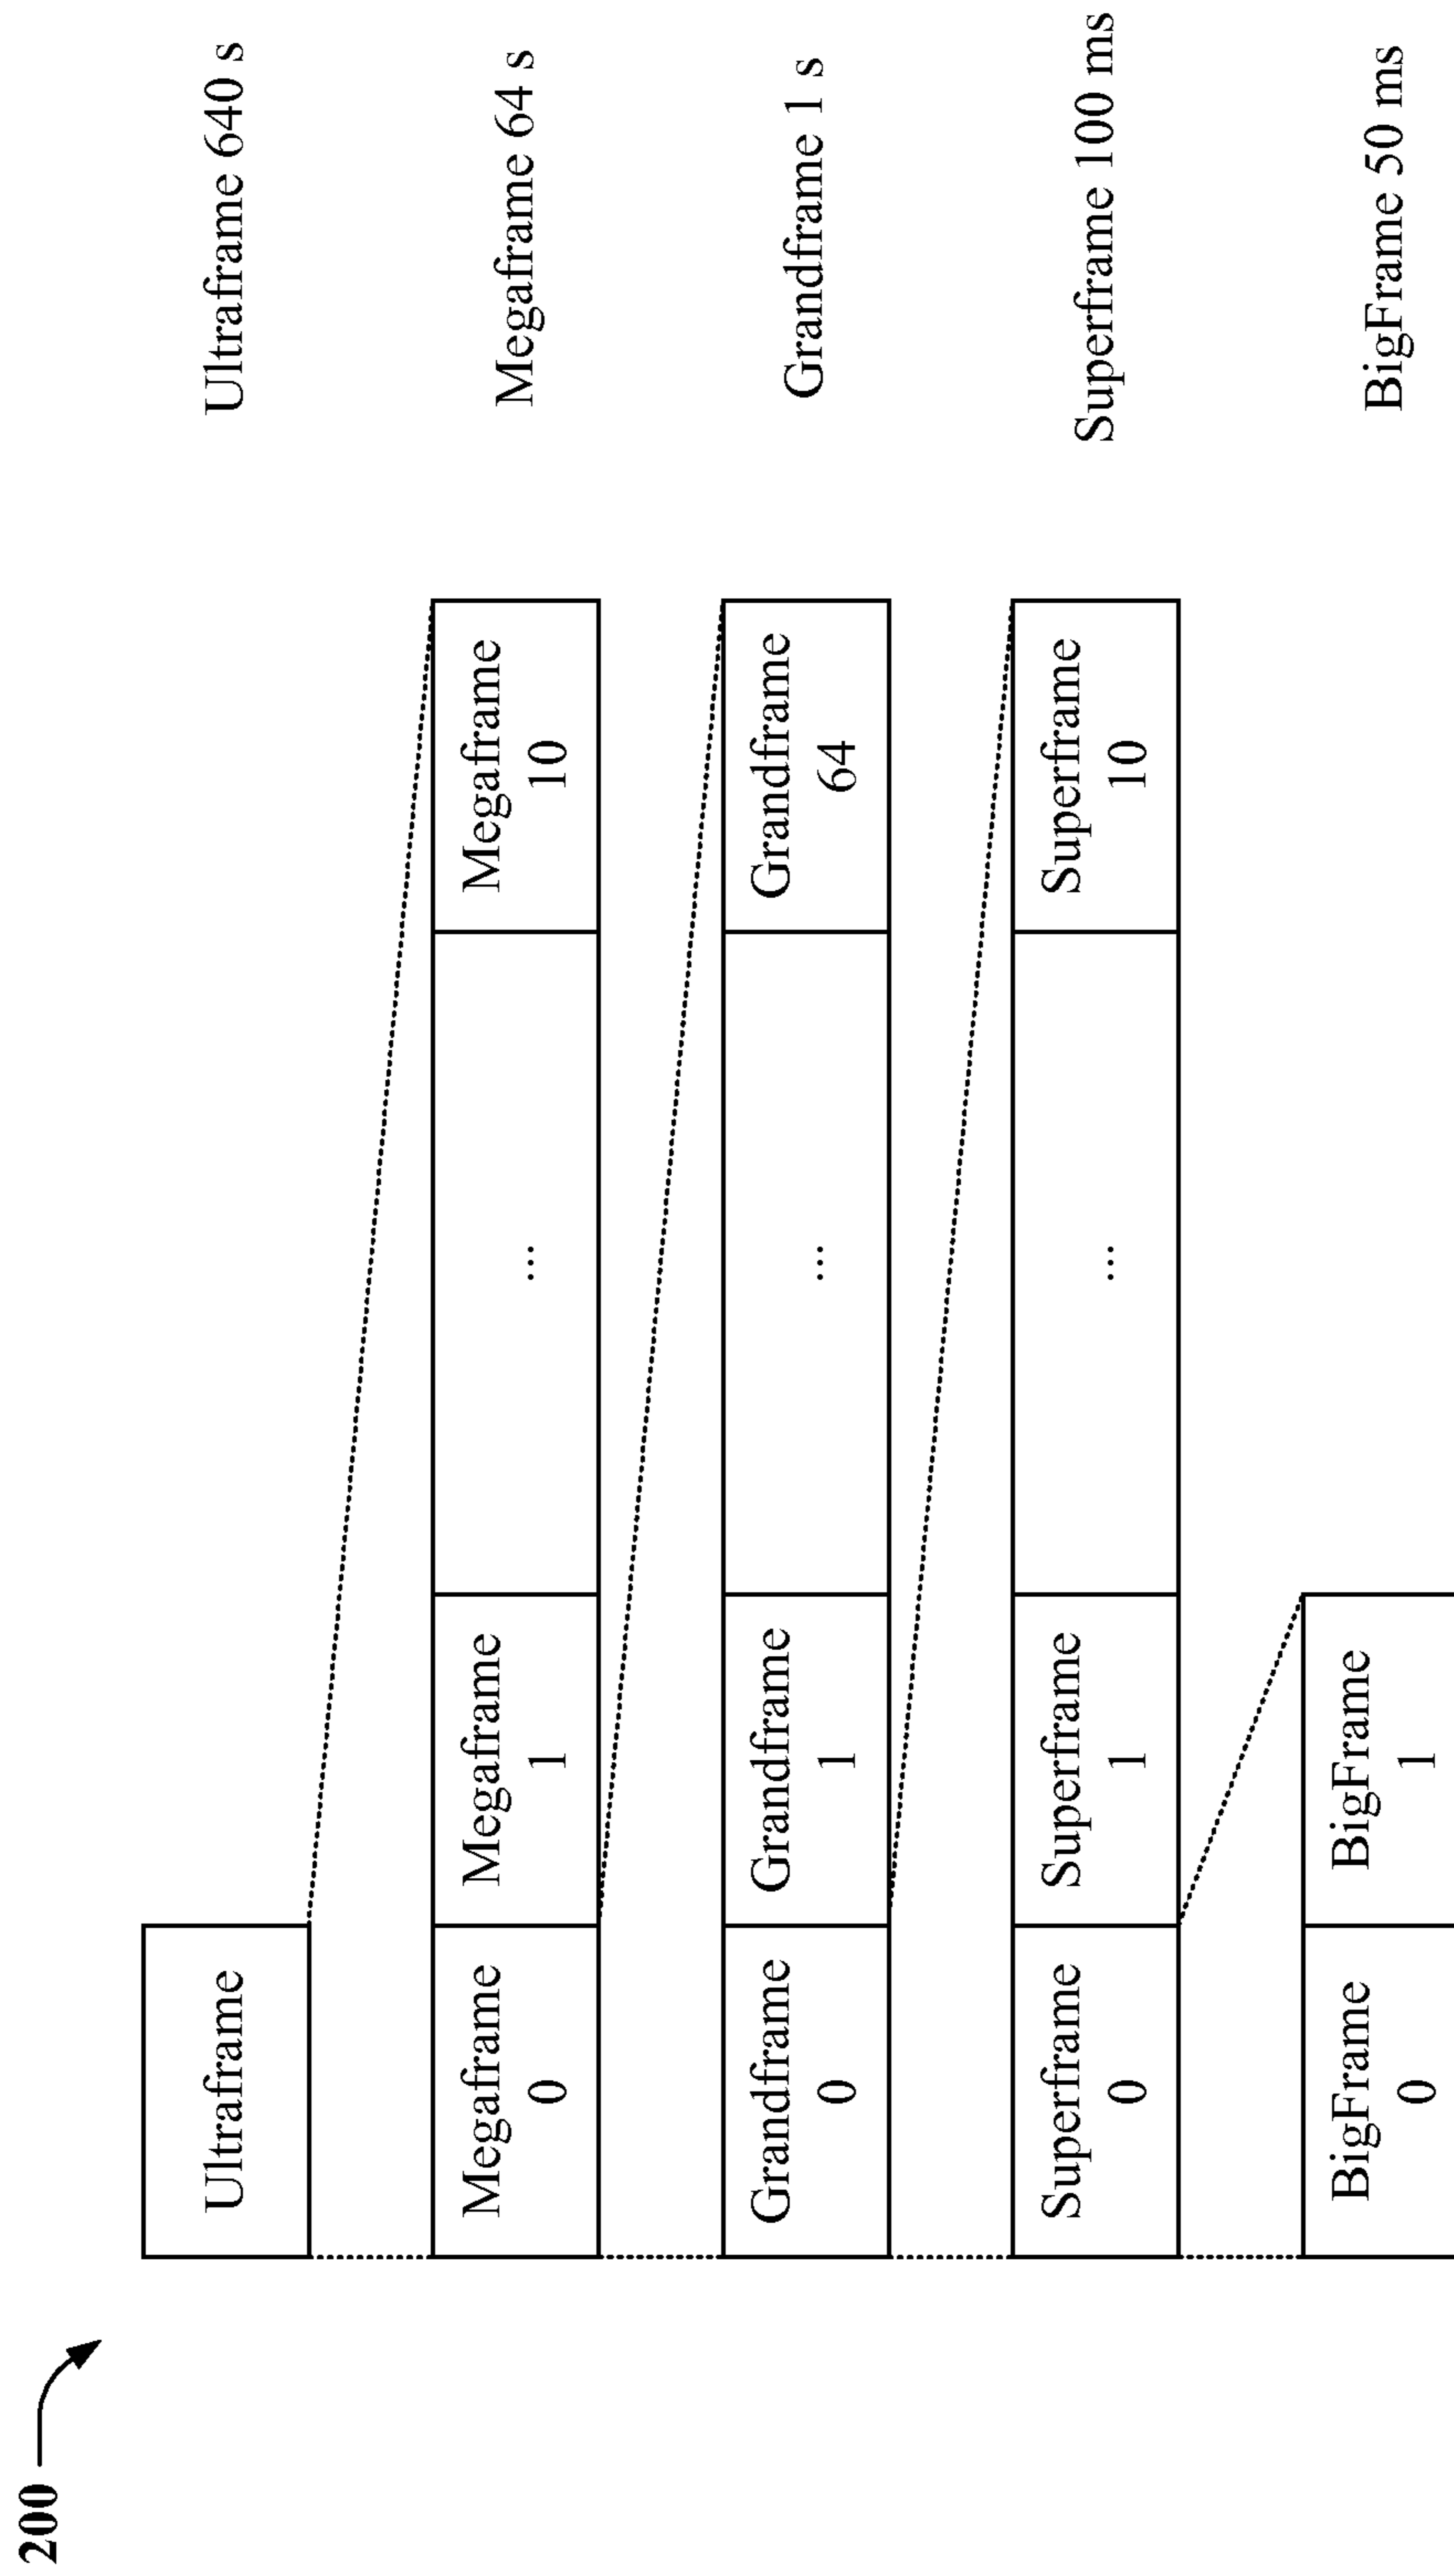 200
Ultraframe
Ultraframe 640 s
Megaframe
0
Megaframe
1
...
Megaframe
10
Megaframe 64 s
Grandframe
0
Grandframe
1
...
Grandframe
64
Grandframe 1 s
Superframe
0
Superframe
1
...
Superframe
10
Superframe 100 ms
BigFrame
0
BigFrame
1
BigFrame 50 ms